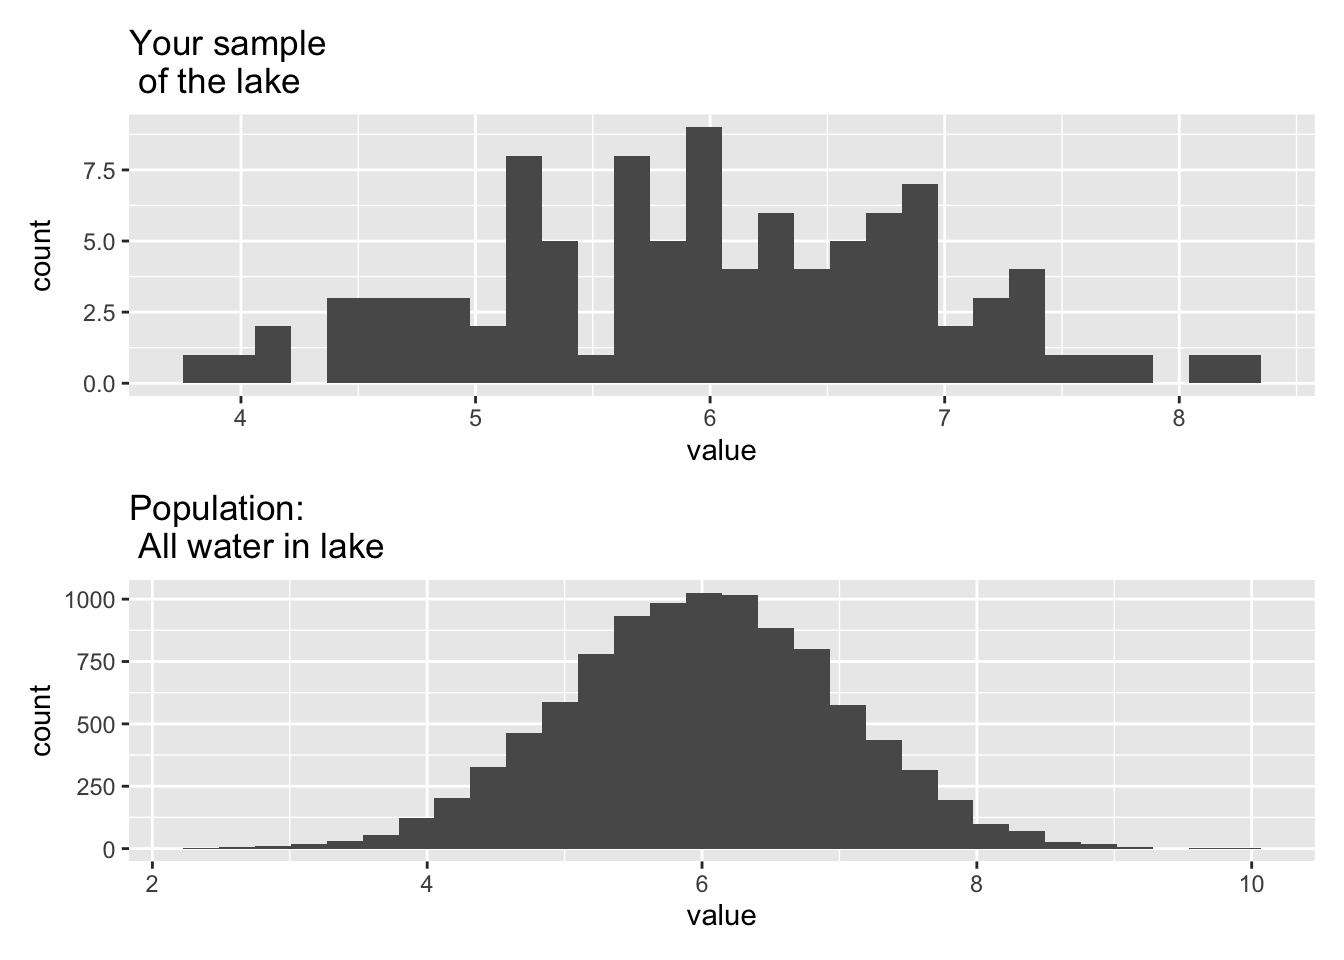 Your sample
of the lake
7.5
5.0
2.5
0.0
count
4 5 6 7 8
value
Population:
All water in lake
1000
750
500
250
0
count
2 4 6 8 10
value